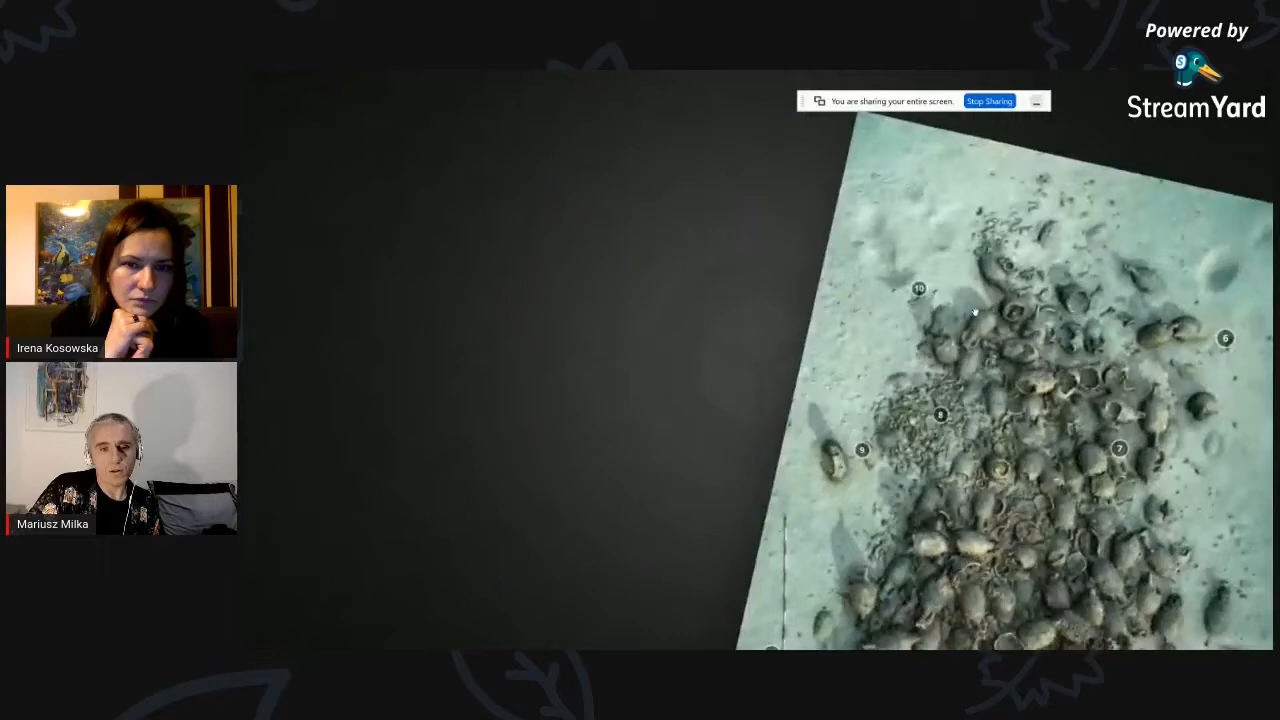 Powered by
StreamYard
You are sharing your entire screen.
Stop Sharing
10
6
8
7
9
Irena Kosowska
Mariusz Milka